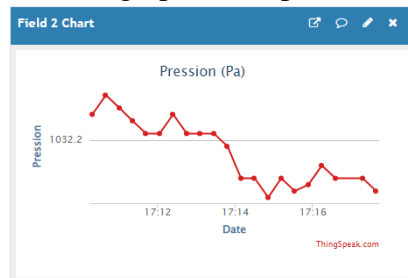 Field 2 Chart
Pression (Pa)
1032.2
Pression
17:12 17:14 17:16
Date
ThingSpeak.com